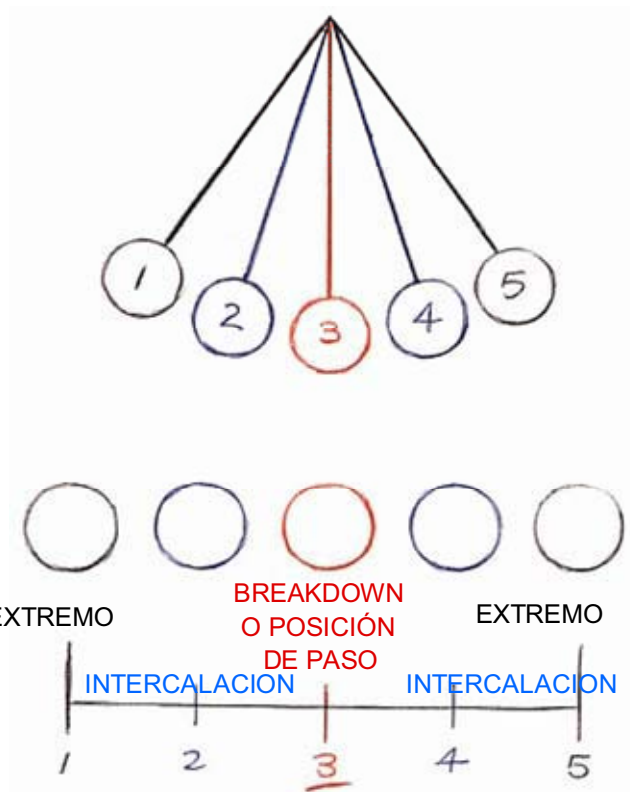 1 2 3 4 5
BREAKDOWN
O POSICIÓN
DE PASO
EXTREMO
EXTREMO
INTERCALACION
INTERCALACION
1 2 3 4 5